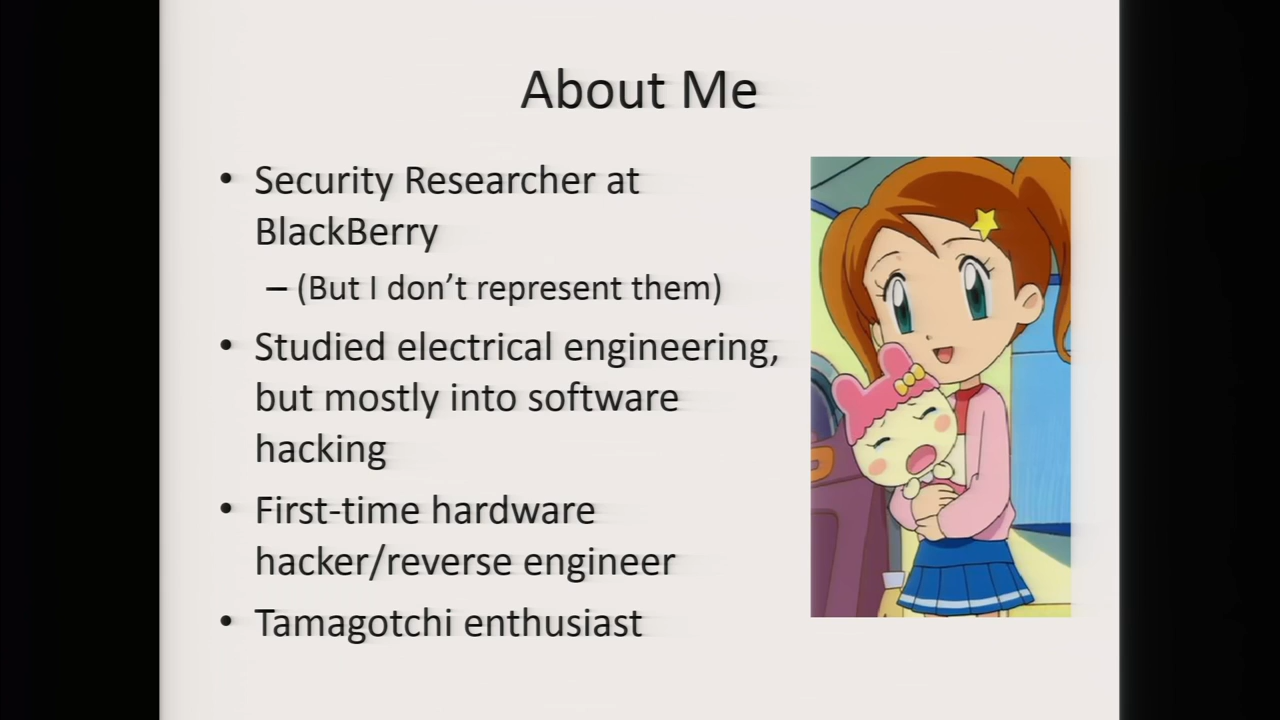 About Me
• Security Researcher at
BlackBerry
– (But I don't represent them)
• Studied electrical engineering,
but mostly into software
hacking
• First-time hardware
hacker/reverse engineer
• Tamagotchi enthusiast